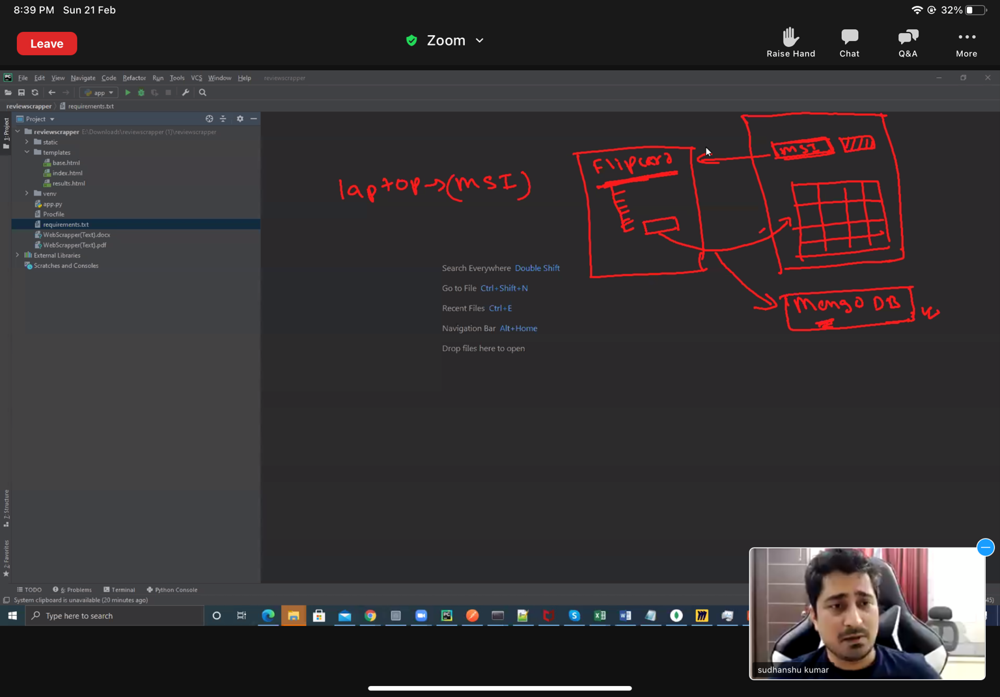 8:39 PM Sun 21 Feb
32%
Leave
Zoom
Raise Hand
Chat
Q&A
More
PC
File Edit View Navigate Code Refactor Run Tools VCS Window Help reviewscrapper
app
reviewscrapper requirements.txt
1: Project
Project
reviewscrapper E:\Downloads\reviewscrapper (1)\reviewscrapper
static
templates
base.html
index.html
results.html
venv
app.py
Procfile
requirements.txt
WebScrapper(Text).docx
WebScrapper(Text).pdf
External Libraries
Scratches and Consoles
laptop→(MSI)
Flipcard
MSI
Mongo DB
Search Everywhere Double Shift
Go to File Ctrl+Shift+N
Recent Files Ctrl+E
Navigation Bar Alt+Home
Drop files here to open
7: Structure
2: Favorites
TODO
6: Problems
Terminal
Python Console
System clipboard is unavailable (20 minutes ago)
45)
Type here to search
sudhanshu kumar